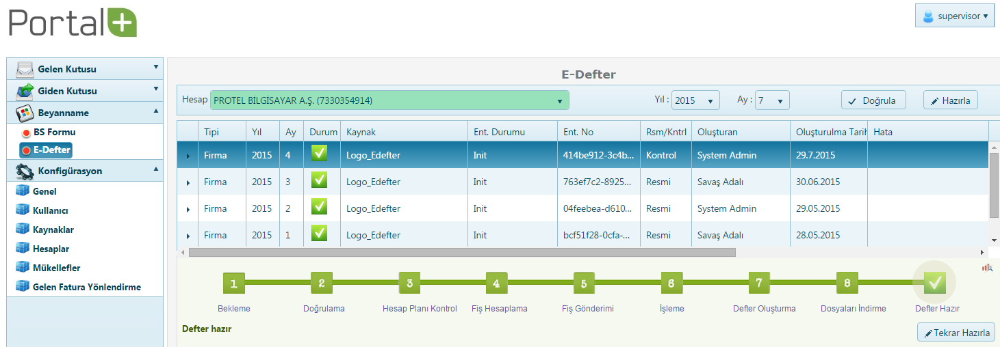 Portal+
supervisor
Gelen Kutusu
Giden Kutusu
Beyanname
BS Formu
E-Defter
Konfigürasyon
Genel
Kullanıcı
Kaynaklar
Hesaplar
Mükellefler
Gelen Fatura Yönlendirme
E-Defter
Hesap PROTEL BİLGİSAYAR A.Ş. (7330354914) Yıl : 2015 Ay : 7 Doğrula Hazırla
Tipi Yıl Ay Durum Kaynak Ent. Durumu Ent. No Rsm/Kntrl Oluşturan Oluşturulma Tarih Hata
Firma 2015 4 Logo_Edefter Init 414be912-3c4b... Kontrol System Admin 29.7.2015
Firma 2015 3 Logo_Edefter Init 763ef7c2-8925... Resmi Savaş Adalı 30.06.2015
Firma 2015 2 Logo_Edefter Init 04feebea-d610... Resmi System Admin 29.05.2015
Firma 2015 1 Logo_Edefter Init bcf51f28-0cfa-... Resmi Savaş Adalı 28.05.2015
1 2 3 4 5 6 7 8
Bekleme Doğrulama Hesap Planı Kontrol Fiş Hesaplama Fiş Gönderimi İşleme Defter Oluşturma Dosyaları İndirme Defter Hazır
Defter hazır
Tekrar Hazırla